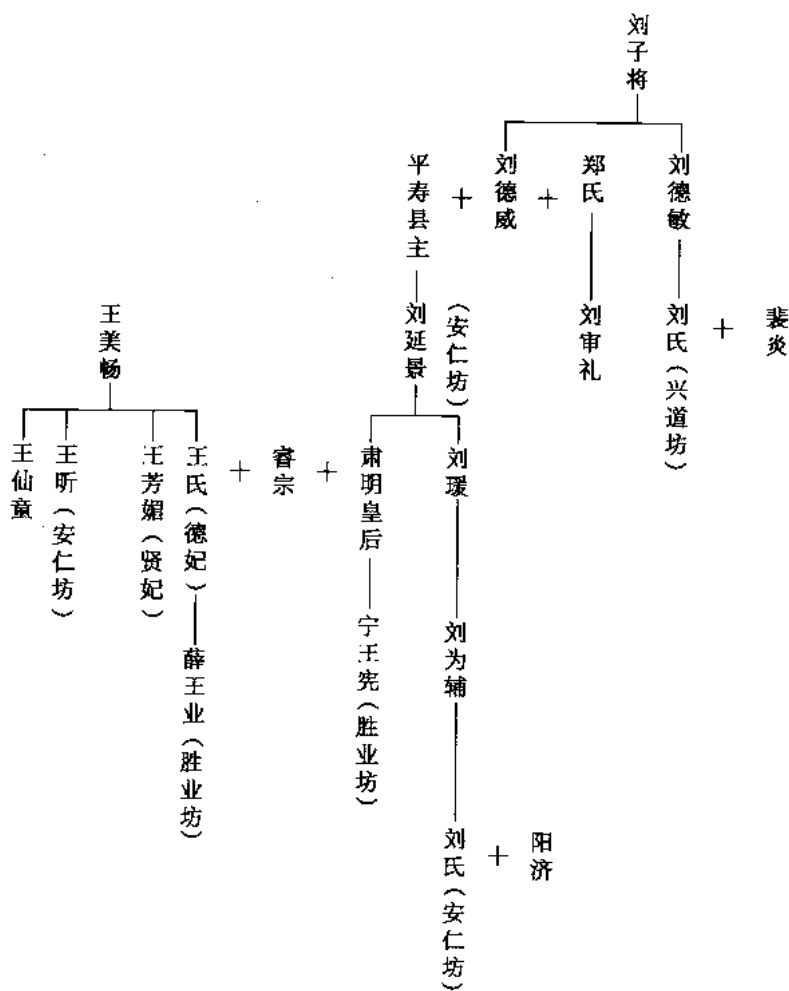 刘子将
平寿县主
+
刘德威
+
郑氏
刘德敏
王美畅
刘延景
（安仁坊）
刘审礼
刘氏（兴道坊）
+
裴炎
王仙童
王昕（安仁坊）
王芳媚（贤妃）
王氏（德妃）
+
睿宗
+
肃明皇后
刘瑗
薛王业（胜业坊）
宁王宪（胜业坊）
刘为辅
刘氏（安仁坊）
+
阳济